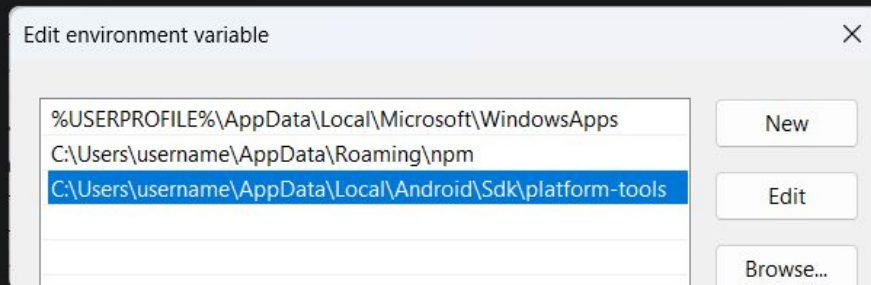 Edit environment variable
%USERPROFILE%\AppData\Local\Microsoft\WindowsApps
New
C:\Users\username\AppData\Roaming\npm
C:\Users\username\AppData\Local\Android\Sdk\platform-tools
Edit
Browse...